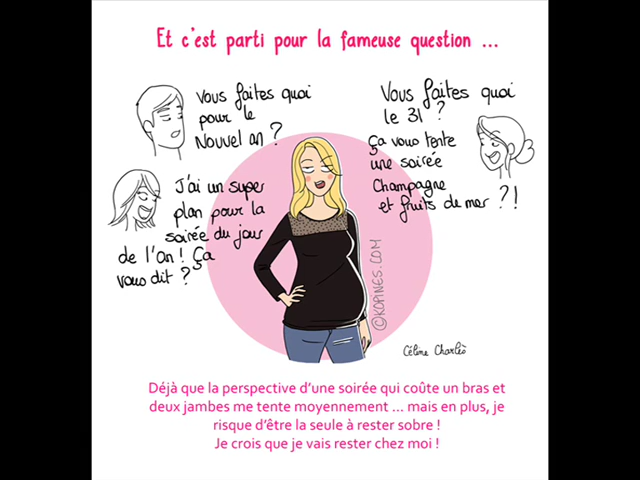 Et c'est parti pour la fameuse question ...
Vous faites quoi
pour le
Nouvel an ?
Vous faites quoi
le 31 ?
Ça vous tente
une soirée
Champagne
et fruits de mer ?!
J'ai un super
plan pour la
soirée du jour
de l'An ! Ça
vous dit ?
©KOPINES.COM
Céline Charlès
Déjà que la perspective d'une soirée qui coûte un bras et
deux jambes me tente moyennement ... mais en plus, je
risque d'être la seule à rester sobre !
Je crois que je vais rester chez moi !